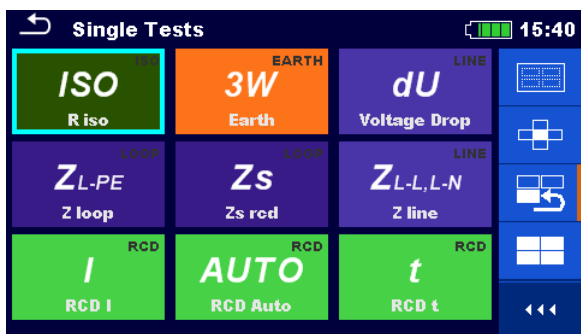 Single Tests 15:40
ISO
ISO
R iso
EARTH
3W
Earth
LINE
dU
Voltage Drop
LOOP
ZL-PE
Z loop
LOOP
Zs
Zs rcd
LINE
ZL-L,L-N
Z line
RCD
I
RCD I
RCD
AUTO
RCD Auto
RCD
t
RCD t